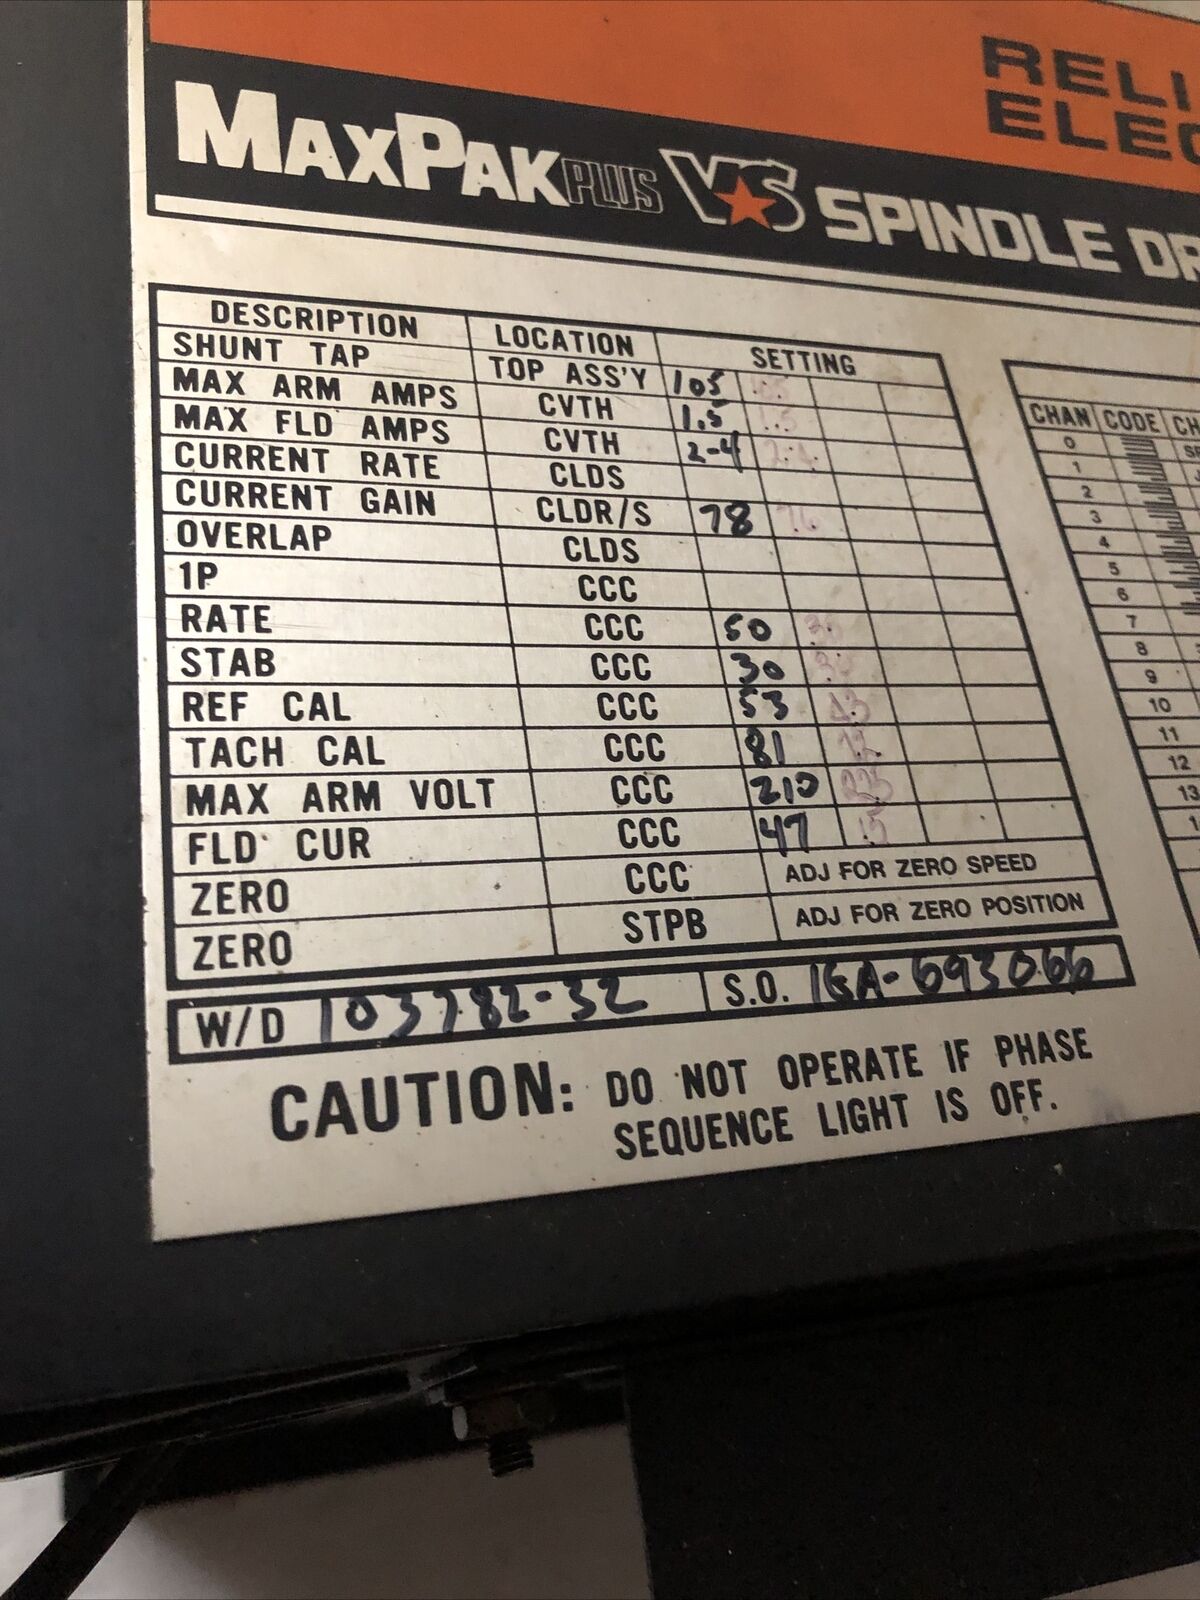 RELI
ELEC
MAXPAK PLUS VS SPINDLE DR
DESCRIPTION LOCATION SETTING
SHUNT TAP TOP ASS'Y 105
MAX ARM AMPS CVTH 1.5 1.5
MAX FLD AMPS CVTH 2-4
CURRENT RATE CLDS
CURRENT GAIN CLDR/S 78
OVERLAP CLDS
1P CCC
RATE CCC 50
STAB CCC 30
REF CAL CCC 53
TACH CAL CCC 81
MAX ARM VOLT CCC 210
FLD CUR CCC 47
ZERO CCC ADJ FOR ZERO SPEED
ZERO STPB ADJ FOR ZERO POSITION
W/D 103782-32 S.O. 1GA-693066
CAUTION: DO NOT OPERATE IF PHASE
SEQUENCE LIGHT IS OFF.
CHAN CODE CH
0
1
2
3
4
5
6
7
8
9
10
11
12
13